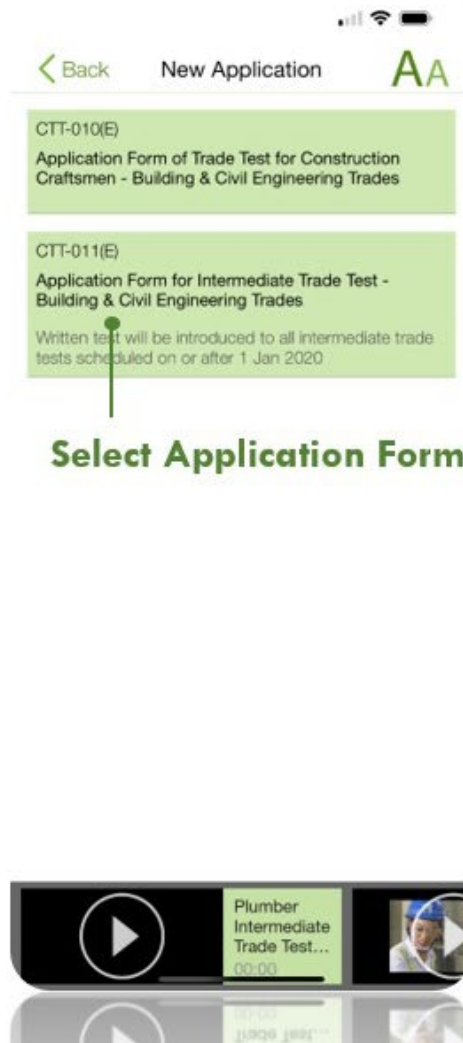 Back
New Application
AA
CTT-010(E)
Application Form of Trade Test for Construction
Craftsmen - Building & Civil Engineering Trades
CTT-011(E)
Application Form for Intermediate Trade Test -
Building & Civil Engineering Trades
Written test will be introduced to all intermediate trade
tests scheduled on or after 1 Jan 2020
Select Application Form
Plumber
Intermediate
Trade Test...
00:00